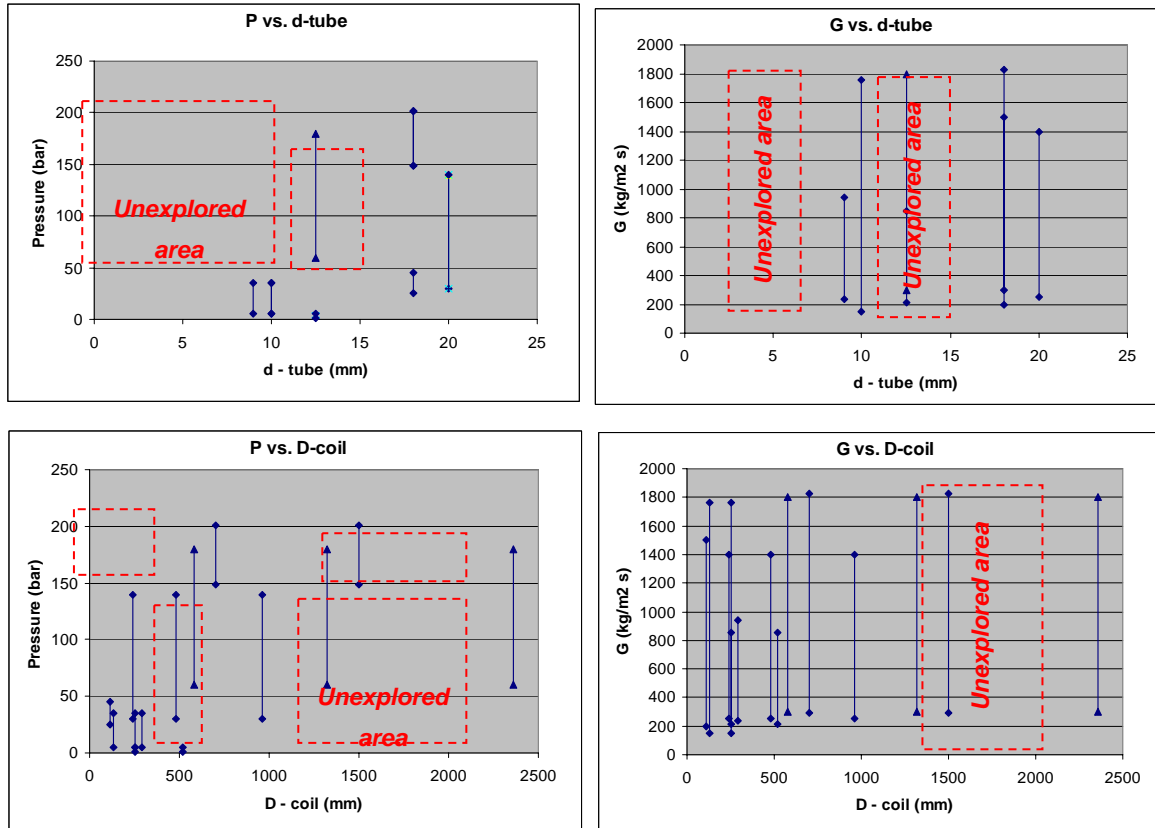 P vs. d-tube
250
200
150
100
50
0
Pressure (bar)
Unexplored
area
0 5 10 15 20 25
d - tube (mm)
G vs d-tube
2000
1800
1600
1400
1200
1000
800
600
400
200
0
G (kg/m2 s)
Unexplored area
Unexplored area
0 5 10 15 20 25
d - tube (mm)
P vs. D-coil
250
200
150
100
50
0
Pressure (bar)
Unexplored
area
0 500 1000 1500 2000 2500
D - coil (mm)
G vs. D-coil
2000
1800
1600
1400
1200
1000
800
600
400
200
0
G (kg/m2 s)
Unexplored area
0 500 1000 1500 2000 2500
D - coil (mm)